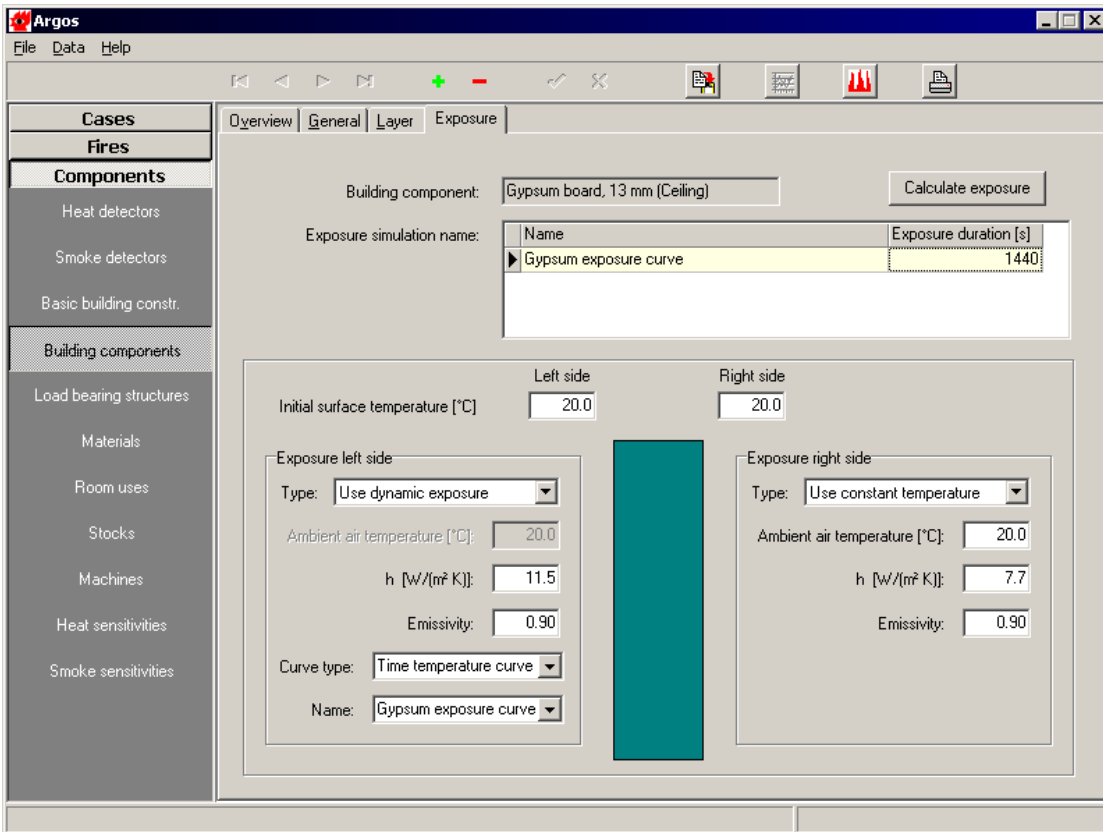 Argos
File Data Help
Cases
Fires
Components
Heat detectors
Smoke detectors
Basic building constr.
Building components
Load bearing structures
Materials
Room uses
Stocks
Machines
Heat sensitivities
Smoke sensitivities
Overview General Layer Exposure
Building component: Gypsum board, 13 mm (Ceiling) Calculate exposure
Exposure simulation name: Name Exposure duration [s]
Gypsum exposure curve 1440
Left side Right side
Initial surface temperature [°C] 20.0 20.0
Exposure left side
Type: Use dynamic exposure
Ambient air temperature [°C]: 20.0
h [W/(m² K)]: 11.5
Emissivity: 0.90
Curve type: Time temperature curve
Name: Gypsum exposure curve
Exposure right side
Type: Use constant temperature
Ambient air temperature [°C]: 20.0
h [W/(m² K)]: 7.7
Emissivity: 0.90